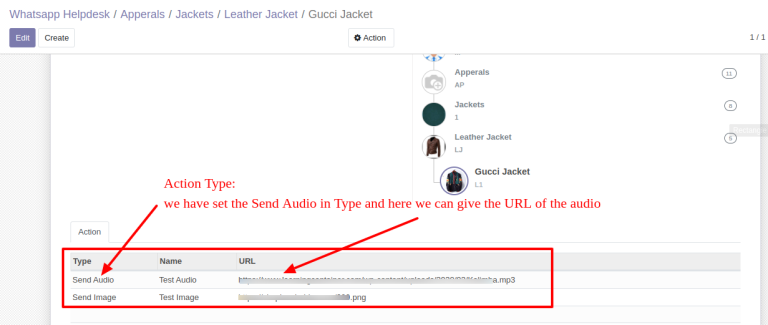 Whatsapp Helpdesk / Apperals / Jackets / Leather Jacket / Gucci Jacket
Edit Create Action 1 / 1
Apperals 11
AP
Jackets 8
1
Leather Jacket 5
LJ
Gucci Jacket
L1
Action Type:
we have set the Send Audio in Type and here we can give the URL of the audio
Action
Type Name URL
Send Audio Test Audio .mp3
Send Image Test Image .png